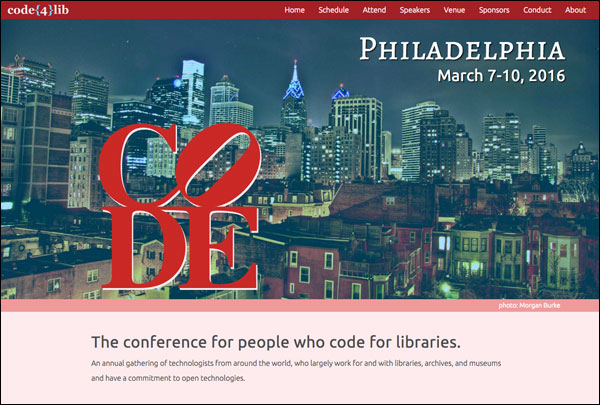 code{4}lib
Home Schedule Attend Speakers Venue Sponsors Conduct About
PHILADELPHIA
March 7-10, 2016
CO
DE
photo: Morgan Burke
The conference for people who code for libraries.
An annual gathering of technologists from around the world, who largely work for and with libraries, archives, and museums
and have a commitment to open technologies.